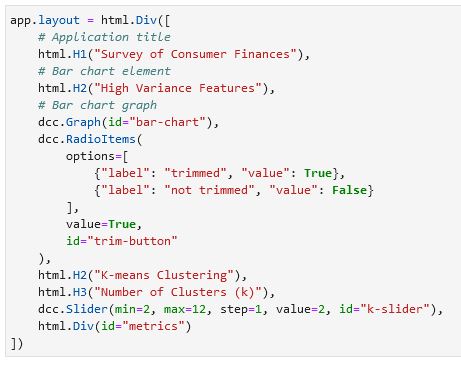 app.layout = html.Div([
    # Application title
    html.H1("Survey of Consumer Finances"),
    # Bar chart element
    html.H2("High Variance Features"),
    # Bar chart graph
    dcc.Graph(id="bar-chart"),
    dcc.RadioItems(
        options=[
            {"label": "trimmed", "value": True},
            {"label": "not trimmed", "value": False}
        ],
        value=True,
        id="trim-button"
    ),
    html.H2("K-means Clustering"),
    html.H3("Number of Clusters (k)"),
    dcc.Slider(min=2, max=12, step=1, value=2, id="k-slider"),
    html.Div(id="metrics")
])